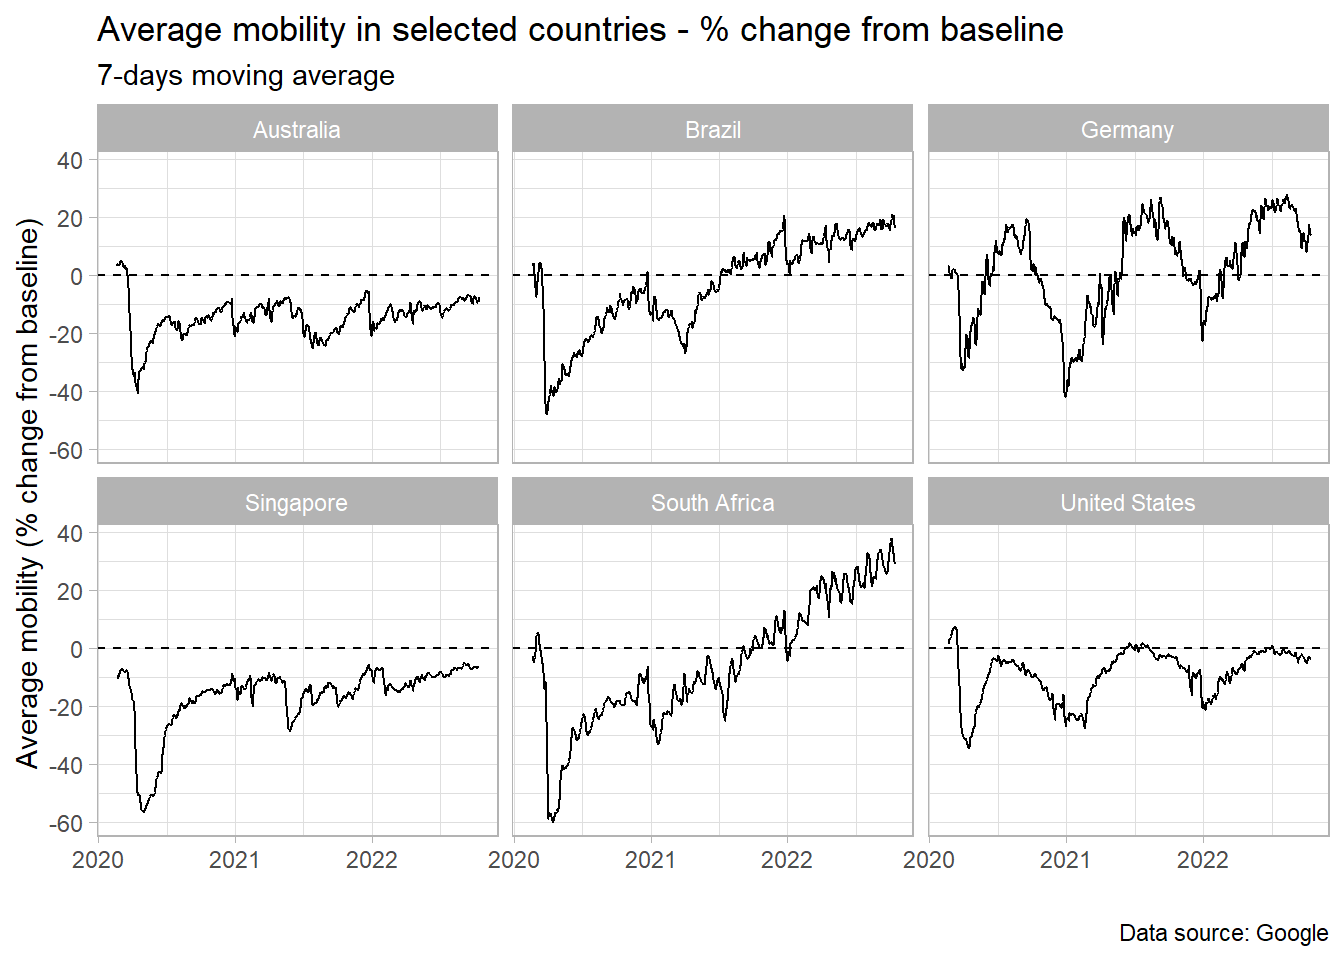 Average mobility in selected countries - % change from baseline
7-days moving average
Average mobility (% change from baseline)
Australia
Brazil
Germany
40
20
0
-20
-40
-60
Singapore
South Africa
United States
40
20
0
-20
-40
-60
2020
2021
2022
2020
2021
2022
2020
2021
2022
Data source: Google